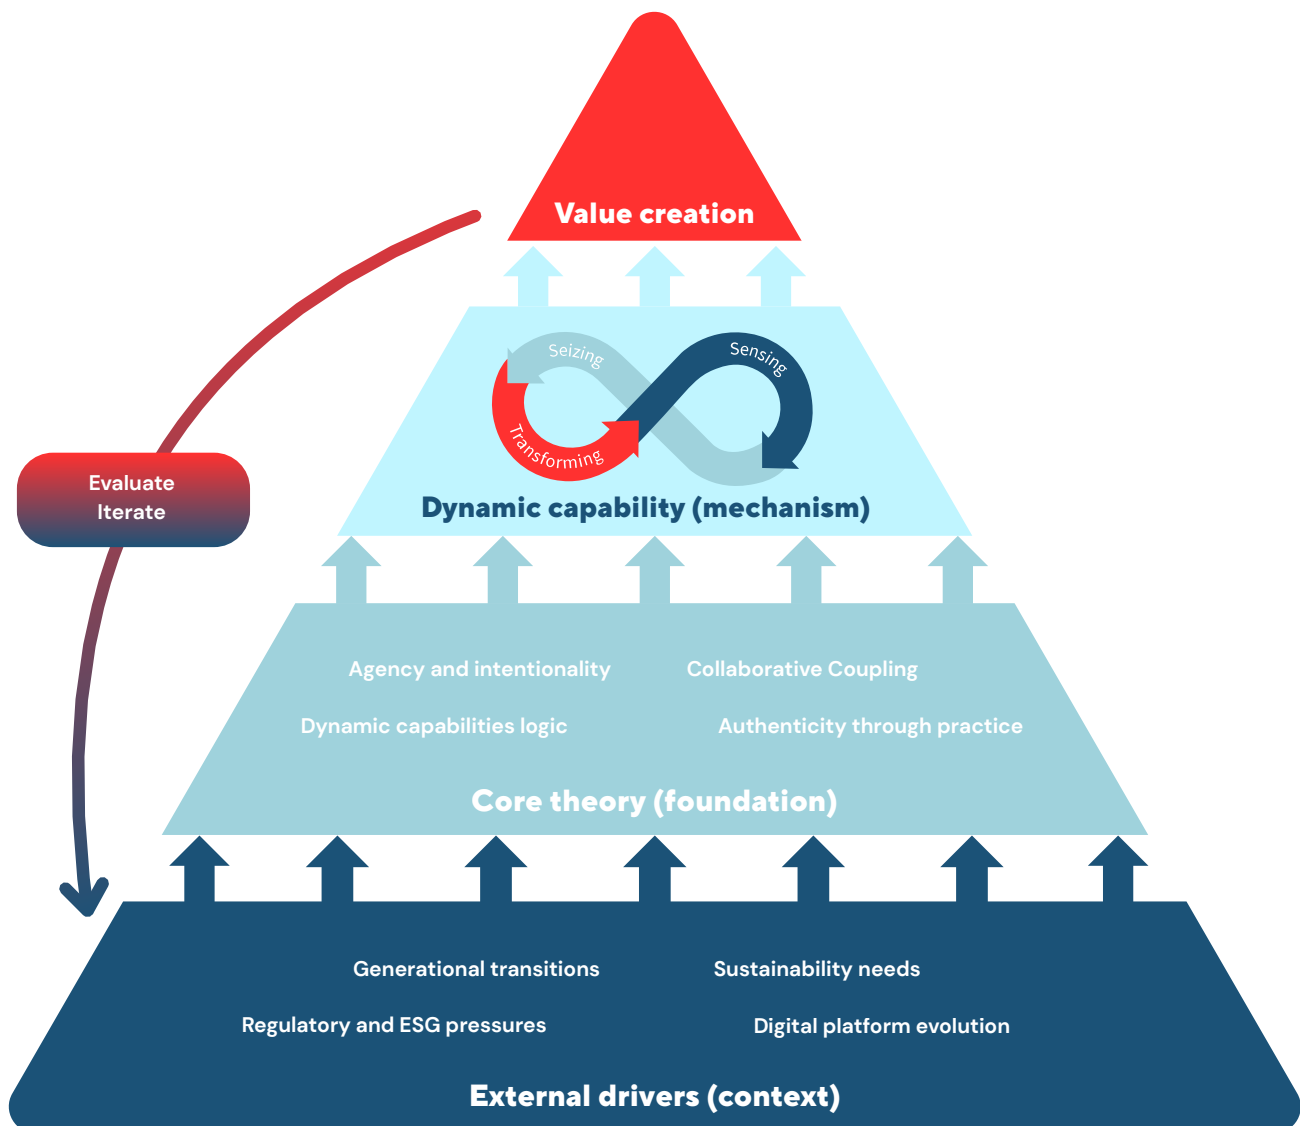 Value creation
Seizing
Sensing
Transforming
Dynamic capability (mechanism)
Evaluate
Iterate
Agency and intentionality
Collaborative Coupling
Dynamic capabilities logic
Authenticity through practice
Core theory (foundation)
Generational transitions
Sustainability needs
Regulatory and ESG pressures
Digital platform evolution
External drivers (context)